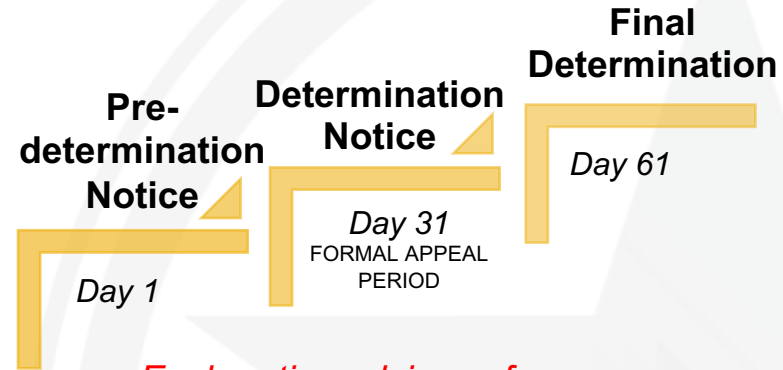 Pre-
determination
Notice
Day 1
Determination
Notice
Day 31
FORMAL APPEAL
PERIOD
Final
Determination
Day 61